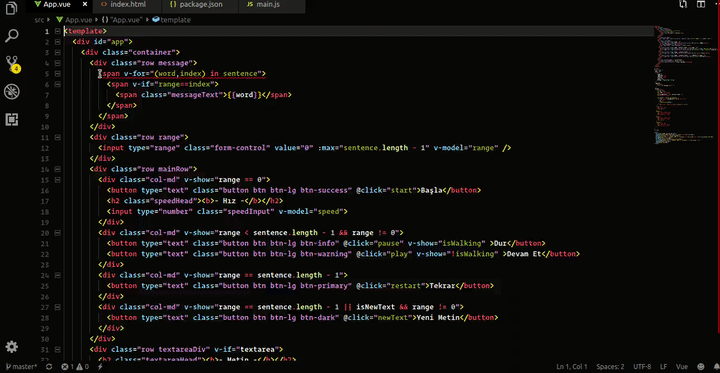 App.vue
index.html
package.json
main.js
src > App.vue > {} "App.vue" > template
1 <template>
2 <div id="app">
3 <div class="container">
4 <div class="row message">
5 <span v-for="(word,index) in sentence">
6 <span v-if="range==index">
7 <span class="messageText">{{word}}</span>
8 </span>
9 </span>
10 </div>
11 <div class="row range">
12 <input type="range" class="form-control" value="0" :max="sentence.length - 1" v-model="range" />
13 </div>
14 <div class="row mainRow">
15 <div class="col-md" v-show="range == 0">
16 <button type="text" class="button btn btn-lg btn-success" @click="start">Başla</button>
17 <h2 class="speedHead"><b>- Hız -</b></h2>
18 <input type="number" class="speedInput" v-model="speed">
19 </div>
20 <div class="col-md" v-show="range < sentence.length - 1 && range != 0">
21 <button type="text" class="button btn btn-lg btn-info" @click="pause" v-show="isWalking" >Dur</button>
22 <button type="text" class="button btn btn-lg btn-warning" @click="play" v-show="!isWalking" >Devam Et</button>
23 </div>
24 <div class="col-md" v-show="range == sentence.length - 1">
25 <button type="text" class="button btn btn-lg btn-primary" @click="restart">Tekrar</button>
26 </div>
27 <div class="col-md" v-show="range == sentence.length - 1 || isNewText && range != 0">
28 <button type="text" class="button btn btn-lg btn-dark" @click="newText">Yeni Metin</button>
29 </div>
30 </div>
31 <div class="row textareaDiv" v-if="textarea">
32 <h2 class="textareaHead"><b>- Metin -</b></h2>
4
master* 1 0 Ln 1, Col 1 Spaces: 2 UTF-8 LF Vue